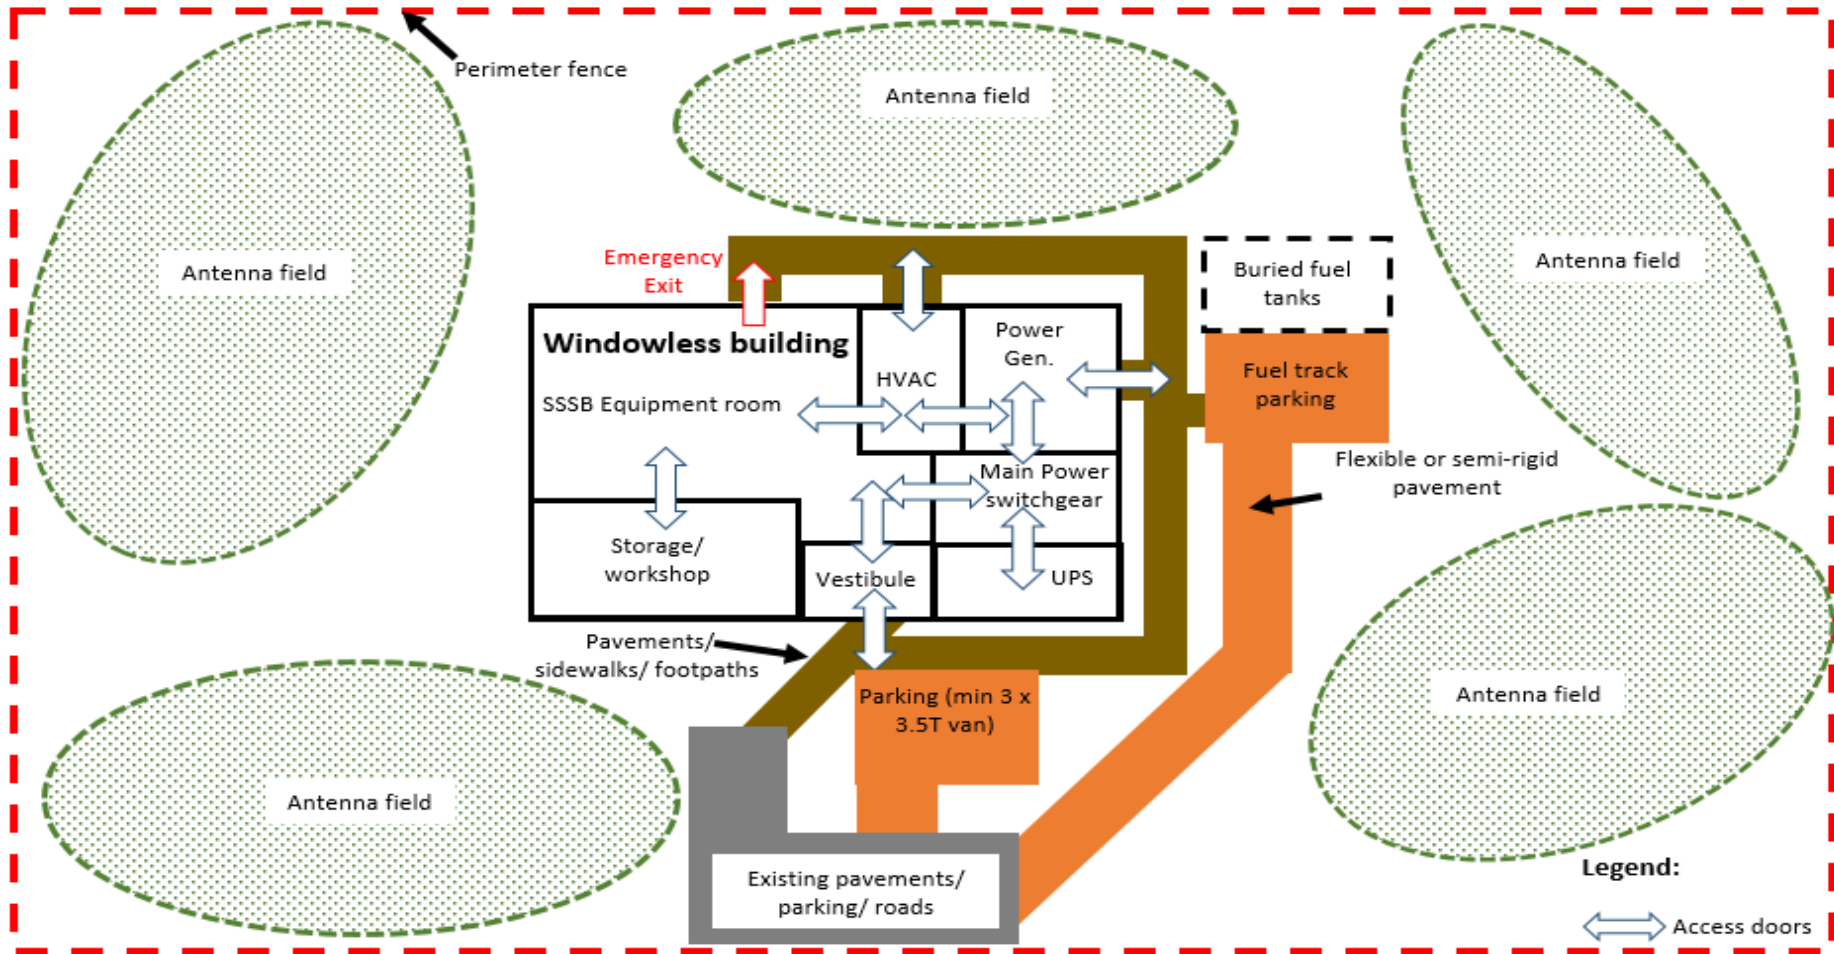 Perimeter fence
Antenna field
Antenna field
Antenna field
Antenna field
Emergency
Exit
Buried fuel
tanks
Windowless building
SSSB Equipment room
HVAC
Power
Gen.
Fuel track
parking
Flexible or semi-rigid
pavement
Main Power
switchgear
Storage/
workshop
Vestibule
UPS
Pavements/
sidewalks/ footpaths
Parking (min 3 x
3.5T van)
Antenna field
Existing pavements/
parking/ roads
Legend:
Access doors